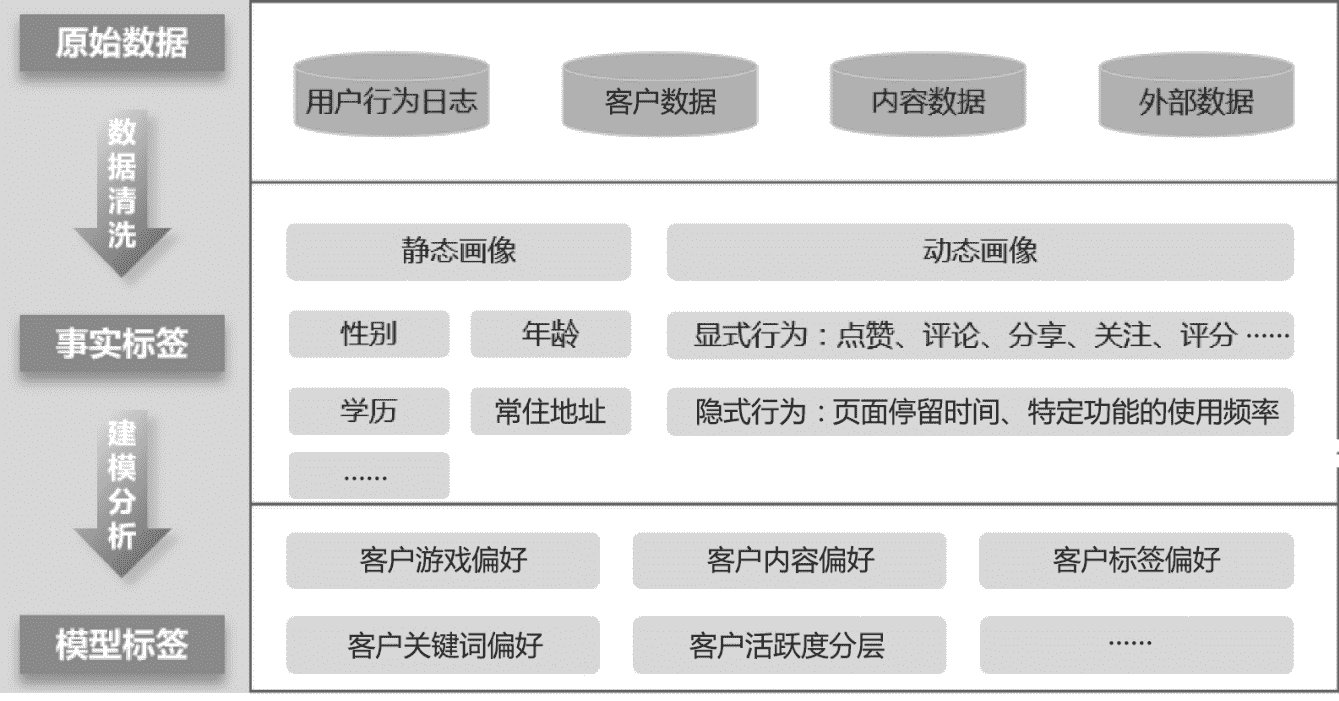 原始数据
用户行为日志
客户数据
内容数据
外部数据
数据清洗
静态画像
动态画像
事实标签
性别
年龄
显式行为：点赞、评论、分享、关注、评分……
学历
常住地址
隐式行为：页面停留时间、特定功能的使用频率
……
建模分析
客户游戏偏好
客户内容偏好
客户标签偏好
模型标签
客户关键词偏好
客户活跃度分层
……